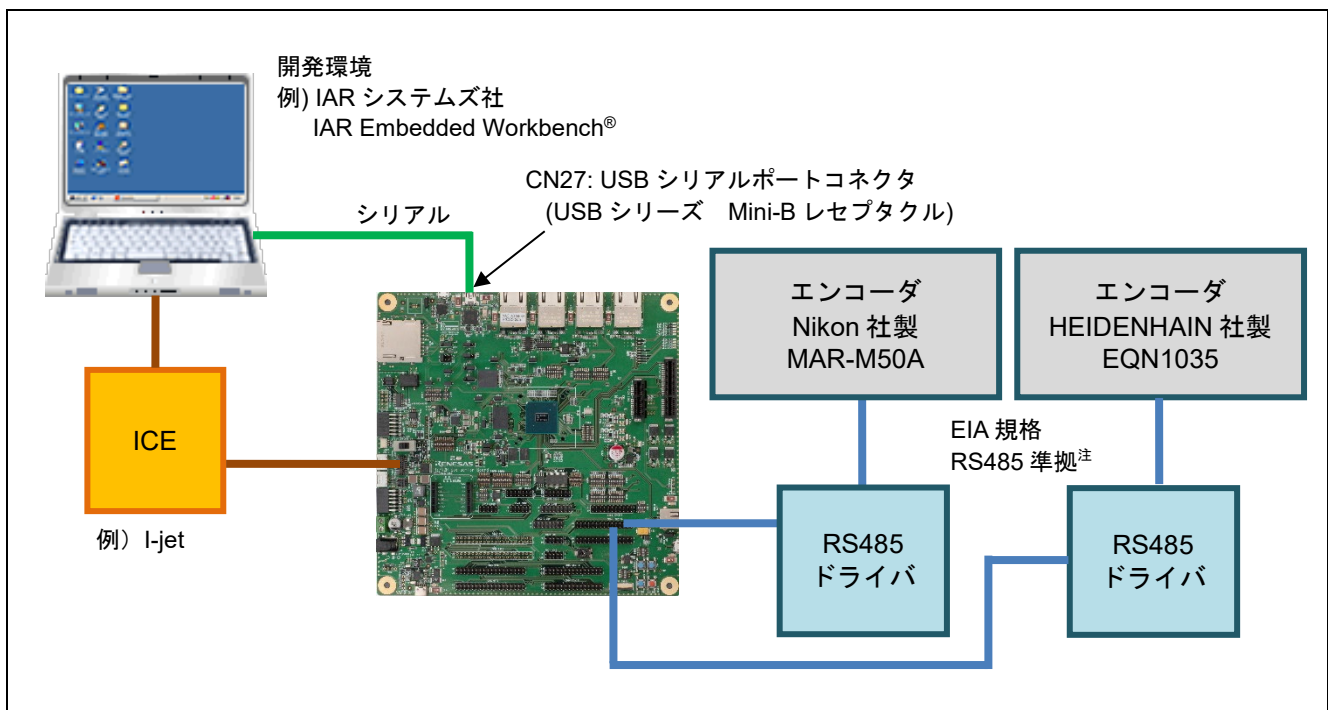 開発環境
例) IAR システムズ社
IAR Embedded Workbench®
CN27: USB シリアルポートコネクタ
(USB シリーズ　Mini-B レセプタクル)
シリアル
エンコーダ
Nikon 社製
MAR-M50A
エンコーダ
HEIDENHAIN 社製
EQN1035
EIA 規格
RS485 準拠注
ICE
例）I-jet
RENESAS
RS485
ドライバ
RS485
ドライバ